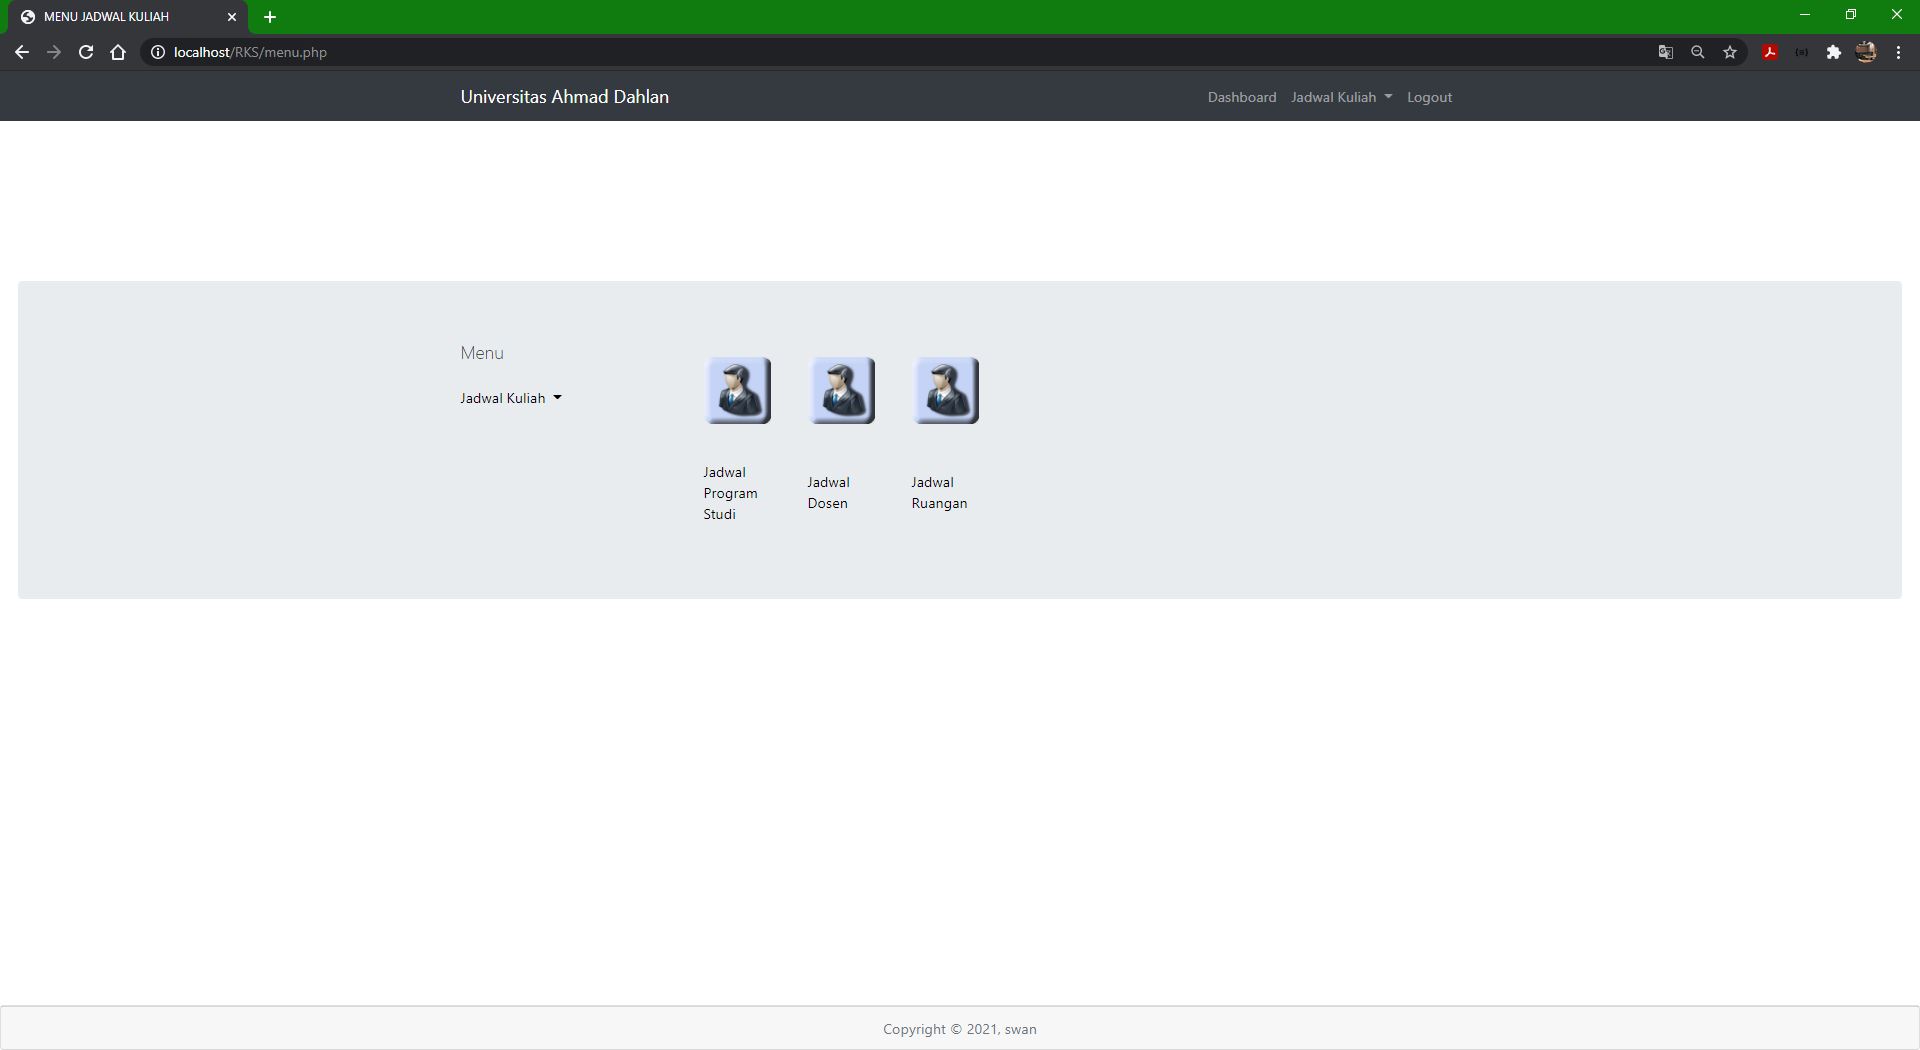 MENU JADWAL KULIAH
localhost/RKS/menu.php
Universitas Ahmad Dahlan
Dashboard
Jadwal Kuliah
Logout
Menu
Jadwal Kuliah
Jadwal
Program
Studi
Jadwal
Dosen
Jadwal
Ruangan
Copyright © 2021, swan